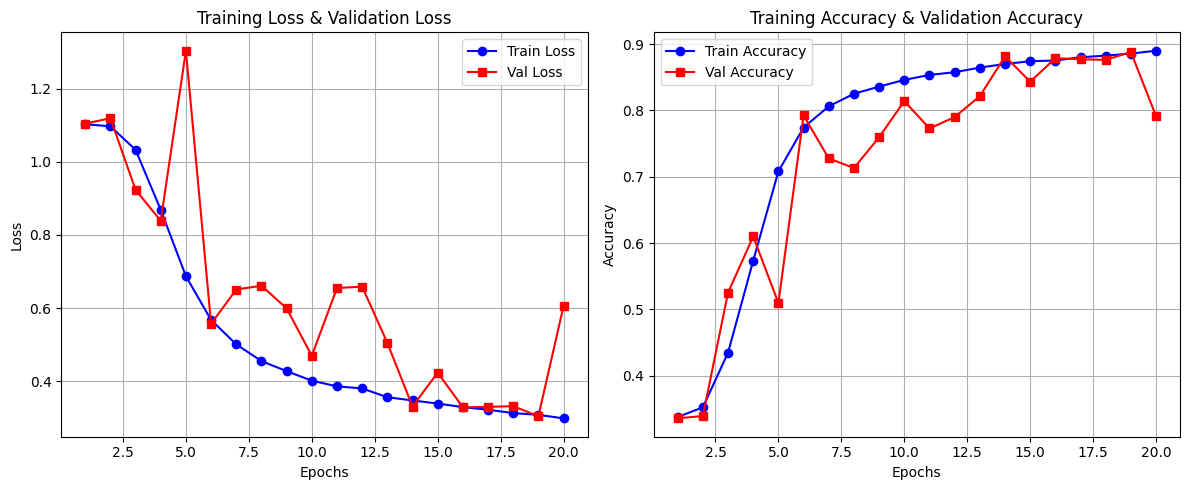 Training Loss & Validation Loss
Train Loss
Val Loss
1.2
1.0
0.8
0.6
0.4
Loss
2.5 5.0 7.5 10.0 12.5 15.0 17.5 20.0
Epochs
Training Accuracy & Validation Accuracy
Train Accuracy
Val Accuracy
0.9
0.8
0.7
0.6
0.5
0.4
Accuracy
2.5 5.0 7.5 10.0 12.5 15.0 17.5 20.0
Epochs